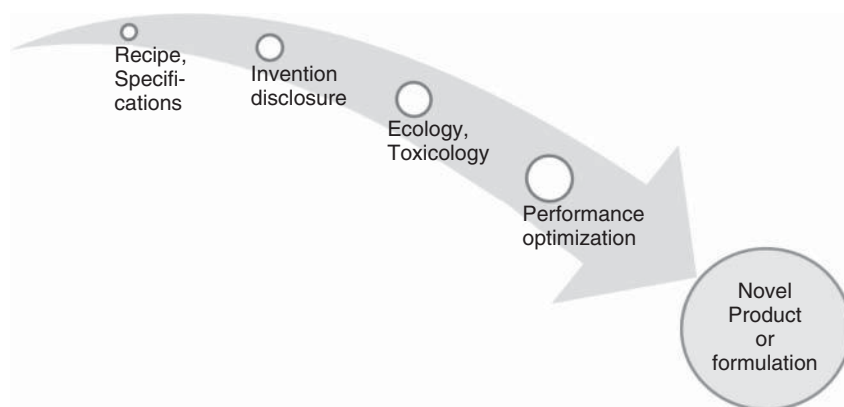 Recipe,
Specifi-
cations
Invention
disclosure
Ecology,
Toxicology
Performance
optimization
Novel
Product
or
formulation